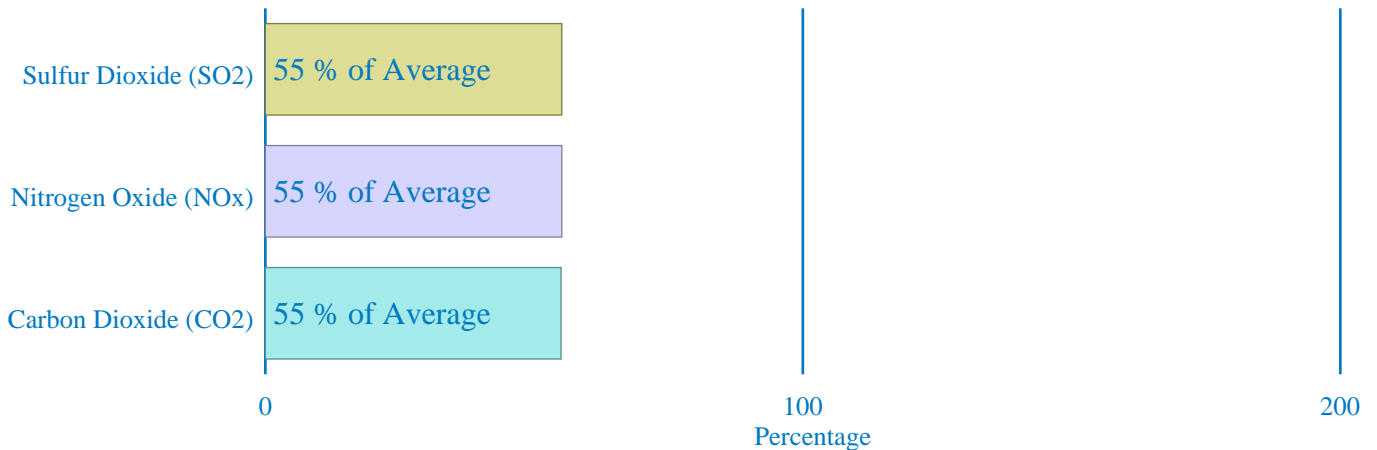 Sulfur Dioxide (SO2)
55 % of Average
Nitrogen Oxide (NOx)
55 % of Average
Carbon Dioxide (CO2)
55 % of Average
0
100
200
Percentage